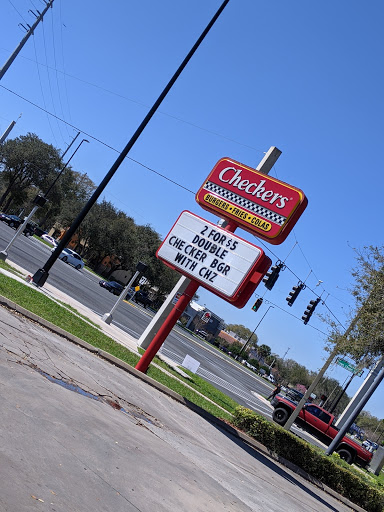 Checkers
BURGERS • FRIES • COLAS
2 FOR $5
DOUBLE
CHECKER BGR
WITH CHZ